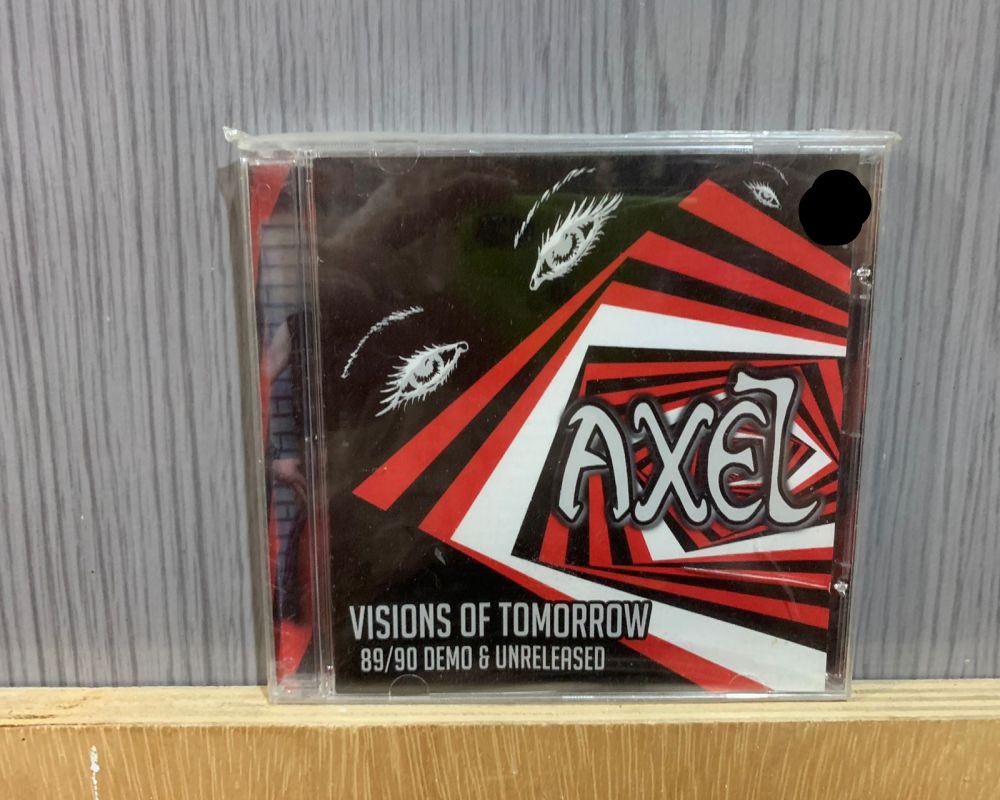 AXEL
VISIONS OF TOMORROW
89/90 DEMO & UNRELEASED